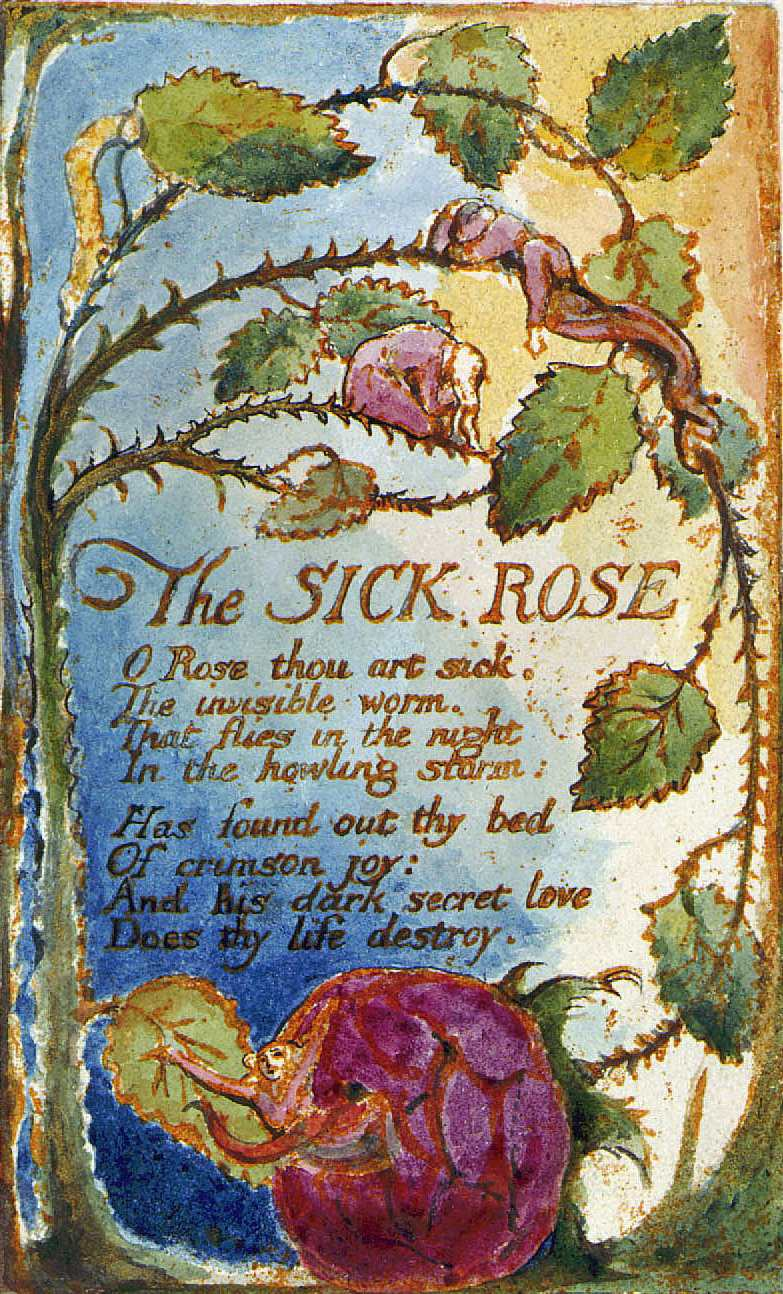 The SICK ROSE
O Rose thou art sick.
The invisible worm.
That flies in the night
In the howling storm:
Has found out thy bed
Of crimson joy:
And his dark secret love
Does thy life destroy.